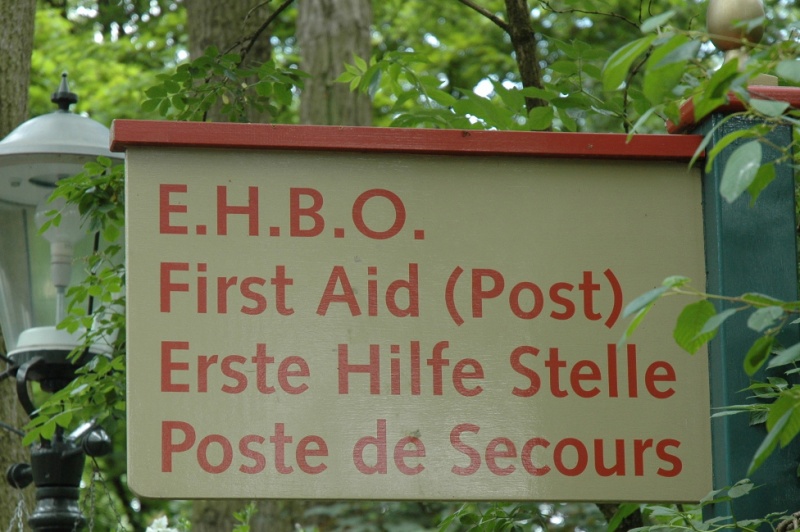 E.H.B.O.
First Aid (Post)
Erste Hilfe Stelle
Poste de Secours